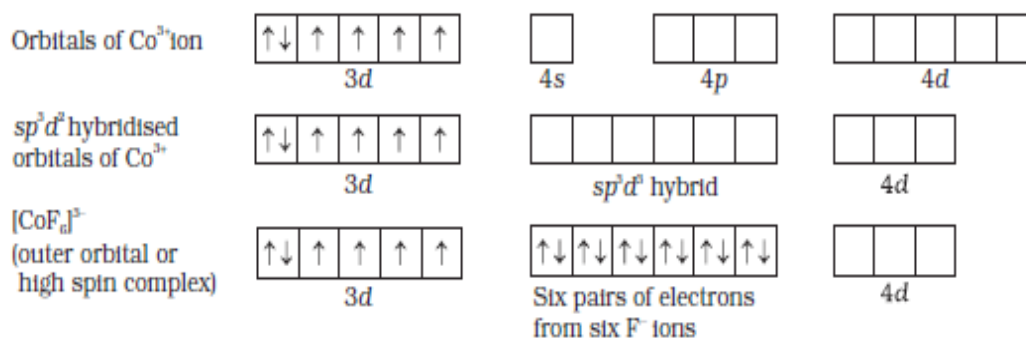 Orbitals of Co³⁺ion
↑↓ ↑ ↑ ↑ ↑
3d 4s 4p 4d
sp³d² hybridised
orbitals of Co³⁺
↑↓ ↑ ↑ ↑ ↑
3d sp³d³ hybrid 4d
[CoF₆]³⁻
(outer orbital or
high spin complex)
↑↓ ↑ ↑ ↑ ↑ ↑↓ ↑↓ ↑↓ ↑↓ ↑↓ ↑↓
3d Six pairs of electrons 4d
from six F⁻ ions